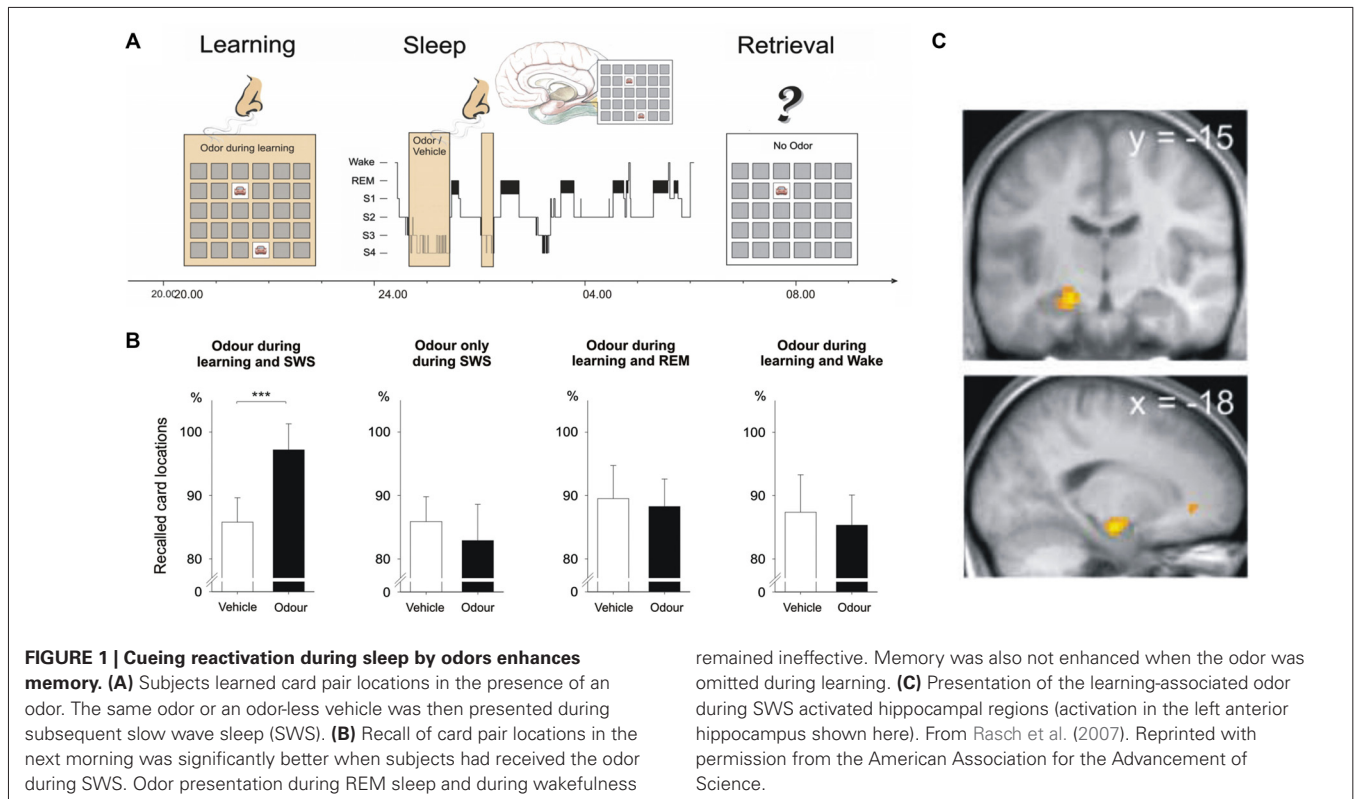 A
Learning
Sleep
Retrieval
C
Odor during learning
Odor /
Vehicle
No Odor
Wake
REM
S1
S2
S3
S4
?
20.00
20.00
24.00
04.00
08.00
y = -15
x = -18
B
Odour during
learning and SWS
Odour only
during SWS
Odour during
learning and REM
Odour during
learning and Wake
Recalled card locations
%
100
90
80
0
***
Vehicle
Odour
%
100
90
80
0
Vehicle
Odour
%
100
90
80
0
Vehicle
Odour
%
100
90
80
0
Vehicle
Odour
FIGURE 1 | Cueing reactivation during sleep by odors enhances
memory. (A) Subjects learned card pair locations in the presence of an
odor. The same odor or an odor-less vehicle was then presented during
subsequent slow wave sleep (SWS). (B) Recall of card pair locations in the
next morning was significantly better when subjects had received the odor
during SWS. Odor presentation during REM sleep and during wakefulness
remained ineffective. Memory was also not enhanced when the odor was
omitted during learning. (C) Presentation of the learning-associated odor
during SWS activated hippocampal regions (activation in the left anterior
hippocampus shown here). From Rasch et al. (2007). Reprinted with
permission from the American Association for the Advancement of
Science.